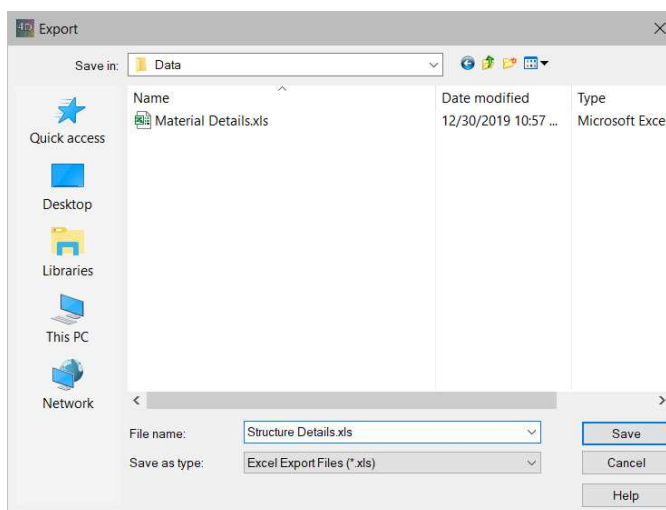 4D Export
Save in: Data
Name Date modified Type
Material Details.xls 12/30/2019 10:57 ... Microsoft Exce
Quick access
Desktop
Libraries
This PC
Network
File name: Structure Details.xls Save
Save as type: Excel Export Files (*.xls) Cancel
Help